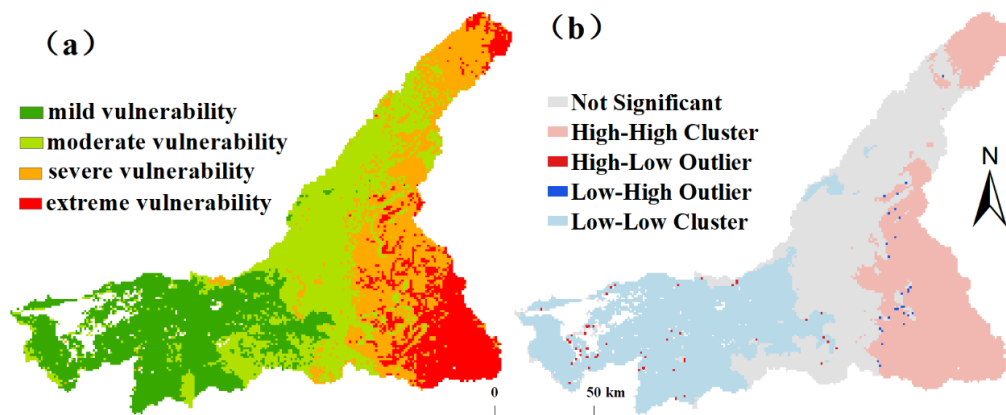 （a）
mild vulnerability
moderate vulnerability
severe vulnerability
extreme vulnerability
（b）
Not Significant
High-High Cluster
High-Low Outlier
Low-High Outlier
Low-Low Cluster
N
0 50 km